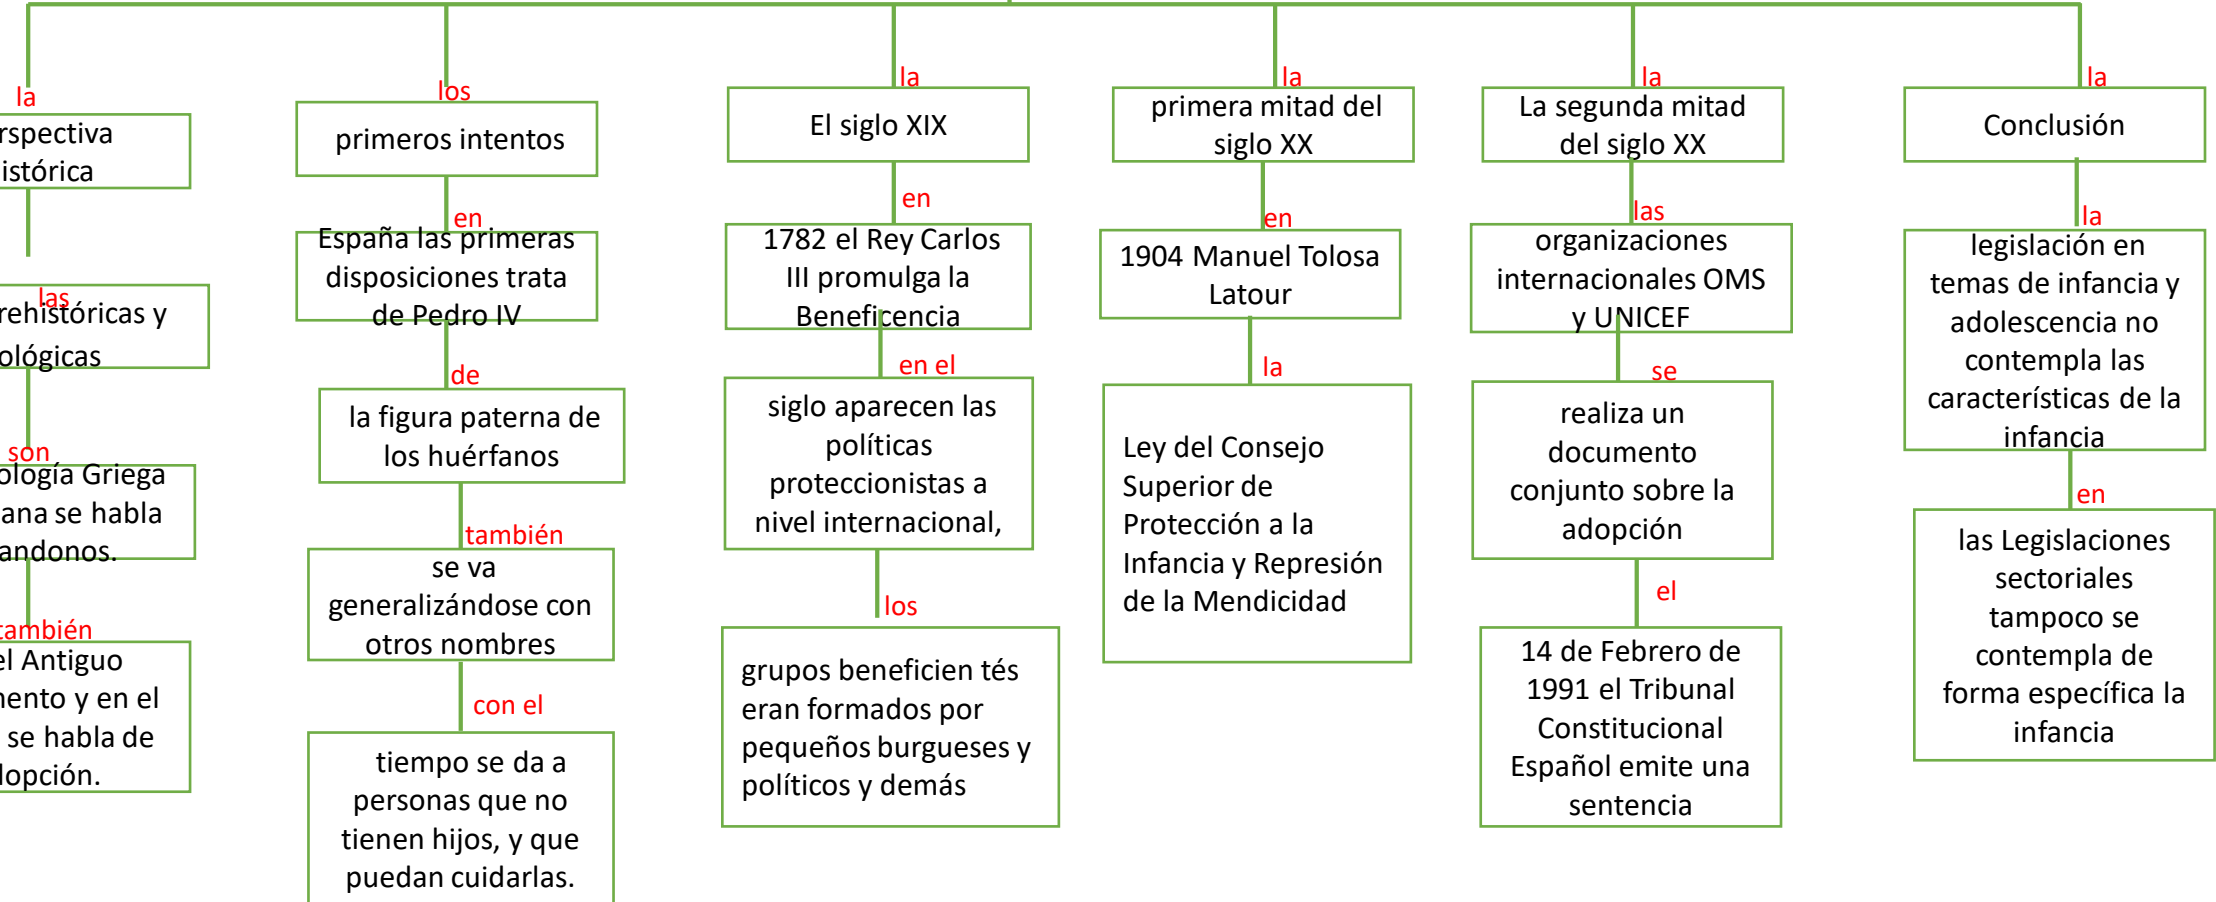 la
rspectiva
istórica
las
rehistóricas y
ológicas
son
ología Griega
ana se habla
andonos.
también
el Antiguo
mento y en el
se habla de
lopción.
los
primeros intentos
en
España las primeras
disposiciones trata
de Pedro IV
de
la figura paterna de
los huérfanos
también
se va
generalizándose con
otros nombres
con el
tiempo se da a
personas que no
tienen hijos, y que
puedan cuidarlas.
la
El siglo XIX
en
1782 el Rey Carlos
III promulga la
Beneficencia
en el
siglo aparecen las
políticas
proteccionistas a
nivel internacional,
los
grupos beneficien tés
eran formados por
pequeños burgueses y
políticos y demás
la
primera mitad del
siglo XX
en
1904 Manuel Tolosa
Latour
la
Ley del Consejo
Superior de
Protección a la
Infancia y Represión
de la Mendicidad
la
La segunda mitad
del siglo XX
las
organizaciones
internacionales OMS
y UNICEF
se
realiza un
documento
conjunto sobre la
adopción
el
14 de Febrero de
1991 el Tribunal
Constitucional
Español emite una
sentencia
la
Conclusión
la
legislación en
temas de infancia y
adolescencia no
contempla las
características de la
infancia
en
las Legislaciones
sectoriales
tampoco se
contempla de
forma específica la
infancia